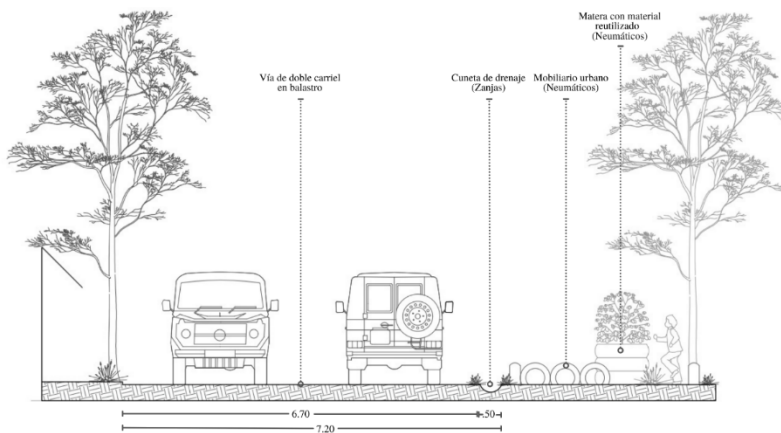 Matera con material
reutilizado
(Neumáticos)
Vía de doble carriel
en balastro
Cuneta de drenaje
(Zanjas)
Mobiliario urbano
(Neumáticos)
6.70
.50
7.20